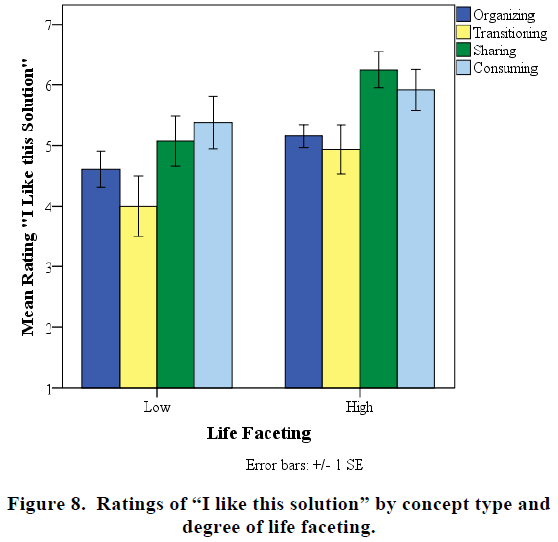 Organizing
Transitioning
Sharing
Consuming
7
6
5
4
3
2
1
Mean Rating "I Like this Solution"
Low
High
Life Faceting
Error bars: +/- 1 SE
Figure 8. Ratings of “I like this solution” by concept type and
degree of life faceting.